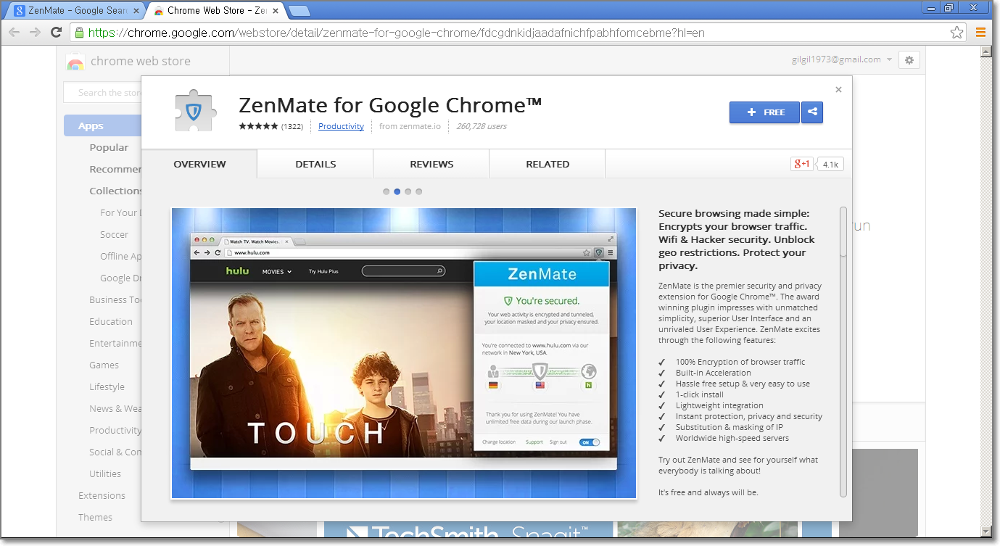 ZenMate - Google Sear
Chrome Web Store - Ze
https://chrome.google.com/webstore/detail/zenmate-for-google-chrome/fdcgdnkidjaadafnichfpabhfomcebme?hl=en
chrome web store
gilgil1973@gmail.com
Search the stor
Apps
Popular
Recommen
Collections
For Your
Soccer
Offline Ap
Google Dr
Business Too
Education
Entertainme
Games
Lifestyle
News & Wea
Productivity
Social & Con
Utilities
Extensions
Themes
ZenMate for Google Chrome™
(1322)
Productivity
from zenmate.io
260,728 users
FREE
OVERVIEW
DETAILS
REVIEWS
RELATED
g+1
4.1k
Watch TV. Watch Movies.
www.hulu.com
hulu
MOVIES
Try Hulu Plus
TOUCH
ZenMate
You're secured.
Your web activity is encrypted and tunneled,
your location masked and your privacy ensured.
You're connected to www.hulu.com via our
network in New York, USA.
h
Thank you for using ZenMate! You have
unlimited free data during our launch phase.
Change location
Support
Sign out
ON
Secure browsing made simple:
Encrypts your browser traffic.
Wifi & Hacker security. Unblock
geo restrictions. Protect your
privacy.
ZenMate is the premier security and privacy
extension for Google Chrome™. The award
winning plugin impresses with unmatched
simplicity, superior User Interface and an
unrivaled User Experience. ZenMate excites
through the following features:
✔ 100% Encryption of browser traffic
✔ Built-in Acceleration
✔ Hassle free setup & very easy to use
✔ 1-click install
✔ Lightweight integration
✔ Instant protection, privacy and security
✔ Substitution & masking of IP
✔ Worldwide high-speed servers
Try out ZenMate and see for yourself what
everybody is talking about!
It's free and always will be.
run
TechSmith Snagit™